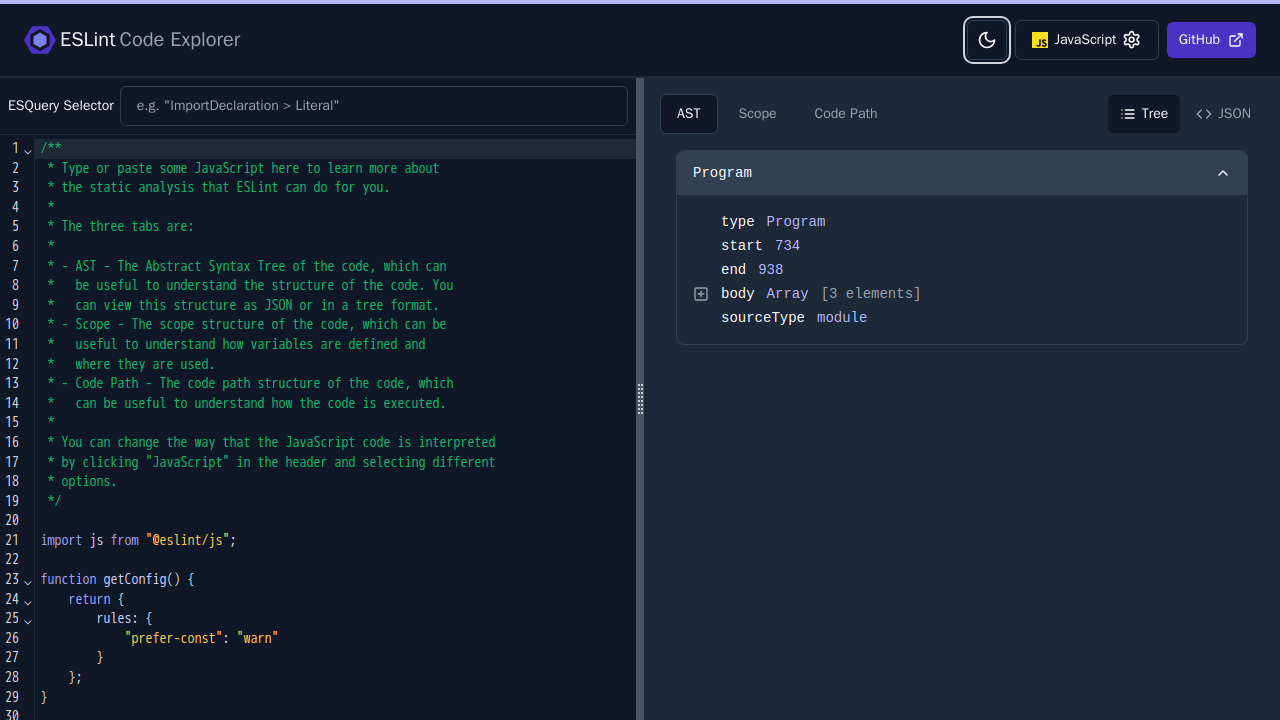 ESLint Code Explorer
JS JavaScript
GitHub
ESQuery Selector
e.g. "ImportDeclaration > Literal"
1 /**
2  * Type or paste some JavaScript here to learn more about
3  * the static analysis that ESLint can do for you.
4  *
5  * The three tabs are:
6  *
7  * - AST - The Abstract Syntax Tree of the code, which can
8  *   be useful to understand the structure of the code. You
9  *   can view this structure as JSON or in a tree format.
10  * - Scope - The scope structure of the code, which can be
11  *   useful to understand how variables are defined and
12  *   where they are used.
13  * - Code Path - The code path structure of the code, which
14  *   can be useful to understand how the code is executed.
15  *
16  * You can change the way that the JavaScript code is interpreted
17  * by clicking "JavaScript" in the header and selecting different
18  * options.
19  */
20
21 import js from "@eslint/js";
22
23 function getConfig() {
24     return {
25         rules: {
26             "prefer-const": "warn"
27         }
28     };
29 }
30
AST Scope Code Path
Tree JSON
Program
type Program
start 734
end 938
body Array [3 elements]
sourceType module